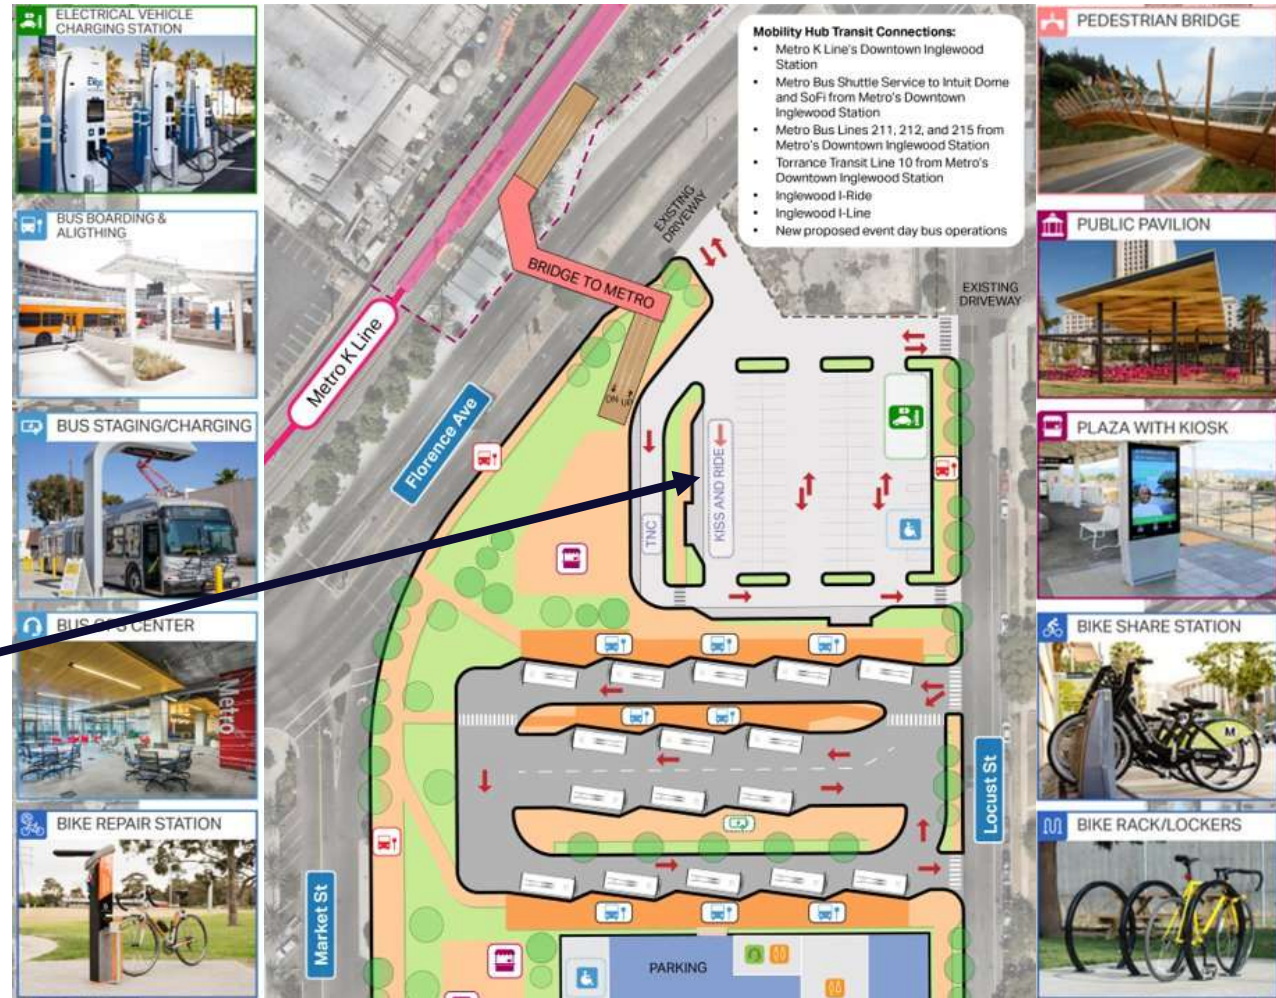 ELECTRICAL VEHICLE
CHARGING STATION
BUS BOARDING &
ALIGTHING
BUS STAGING/CHARGING
BUS OPS CENTER
Metro
BIKE REPAIR STATION
Mobility Hub Transit Connections:
• Metro K Line's Downtown Inglewood
Station
• Metro Bus Shuttle Service to Intuit Dome
and SoFi from Metro's Downtown
Inglewood Station
• Metro Bus Lines 211, 212, and 215 from
Metro's Downtown Inglewood Station
• Torrance Transit Line 10 from Metro's
Downtown Inglewood Station
• Inglewood I-Ride
• Inglewood I-Line
• New proposed event day bus operations
EXISTING
DRIVEWAY
BRIDGE TO METRO
EXISTING
DRIVEWAY
Metro K Line
DN
UP
Florence Ave
TNC
KISS AND RIDE
Locust St
Market St
PARKING
PEDESTRIAN BRIDGE
PUBLIC PAVILION
PLAZA WITH KIOSK
BIKE SHARE STATION
M
BIKE RACK/LOCKERS